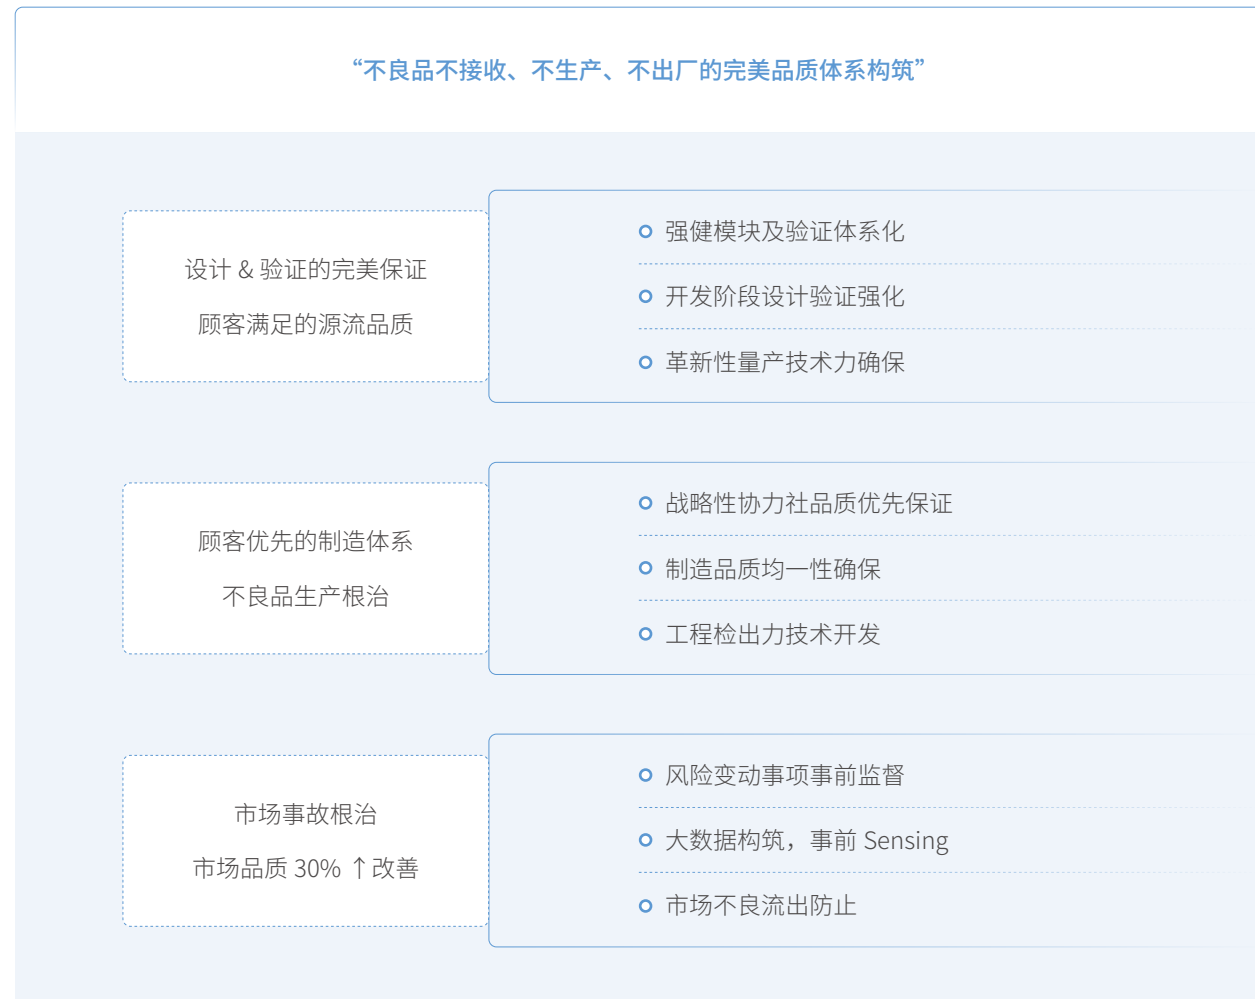 “不良品不接收、不生产、不出厂的完美品质体系构筑”
设计 & 验证的完美保证
顾客满足的源流品质
强健模块及验证体系化
开发阶段设计验证强化
革新性量产技术力确保
顾客优先的制造体系
不良品生产根治
战略性协力社品质优先保证
制造品质均一性确保
工程检出力技术开发
市场事故根治
市场品质 30% ↑改善
风险变动事项事前监督
大数据构筑，事前 Sensing
市场不良流出防止